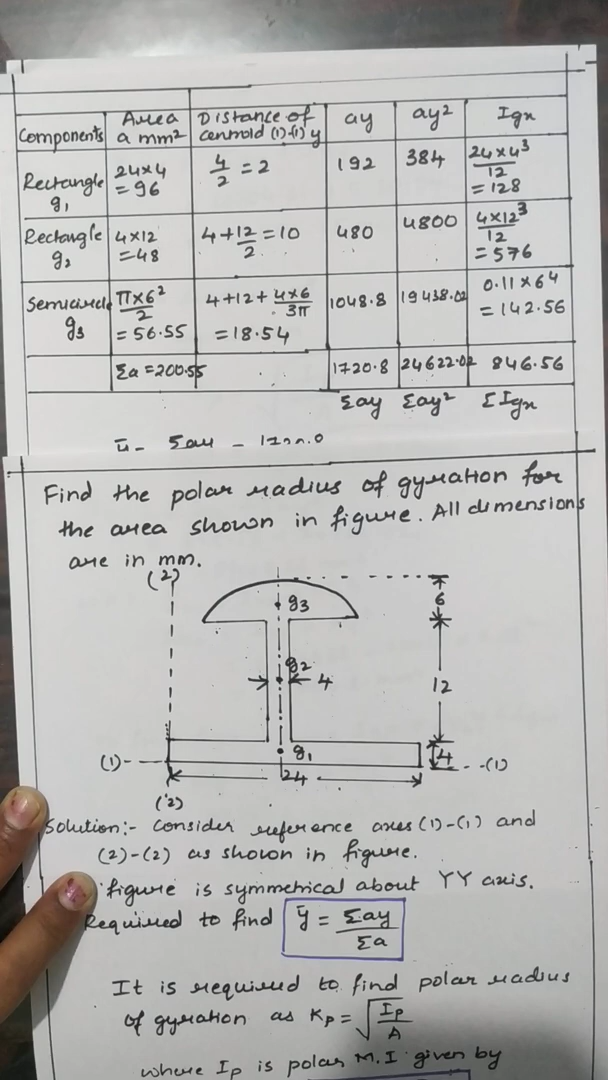 Components | Area a mm² | Distance of centroid (1)-(1) y | ay | ay² | Igx
Rectangle g₁ | 24×4 = 96 | 4/2 = 2 | 192 | 384 | 24×4³/12 = 128
Rectangle g₂ | 4×12 =48 | 4+12/2 =10 | 480 | 4800 | 4×12³/12 = 576
Semicircle g₃ | π×6²/2 = 56.55 | 4+12+4×6/3π =18.54 | 1048.8 | 19438.02 | 0.11×6⁴ = 142.56
Σa =200.55 | 1720.8 | 24622.02 | 846.56
Σay Σay² ΣIgx
Find the polar radius of gyration for
the area shown in figure. All dimensions
are in mm.
(2)
6
g₃
g₂
4
12
g₁
4
(1) (1)
24
(2)
Solution:- Consider reference axes (1)-(1) and
(2)-(2) as shown in figure.
figure is symmetrical about YY axis.
Required to find ȳ = Σay/Σa
It is required to find polar radius
of gyration as Kp = √(Ip/A)
where Ip is polar M.I given by